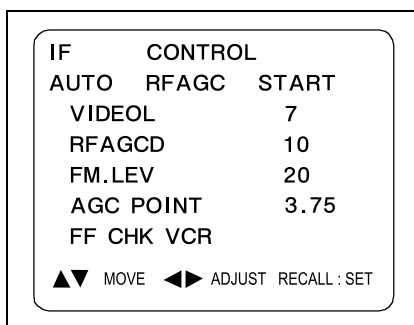 IF CONTROL
AUTO RFAGC START
VIDEOL 7
RFAGCD 10
FM.LEV 20
AGC POINT 3.75
FF CHK VCR
▲▼ MOVE ◀▶ ADJUST RECALL : SET